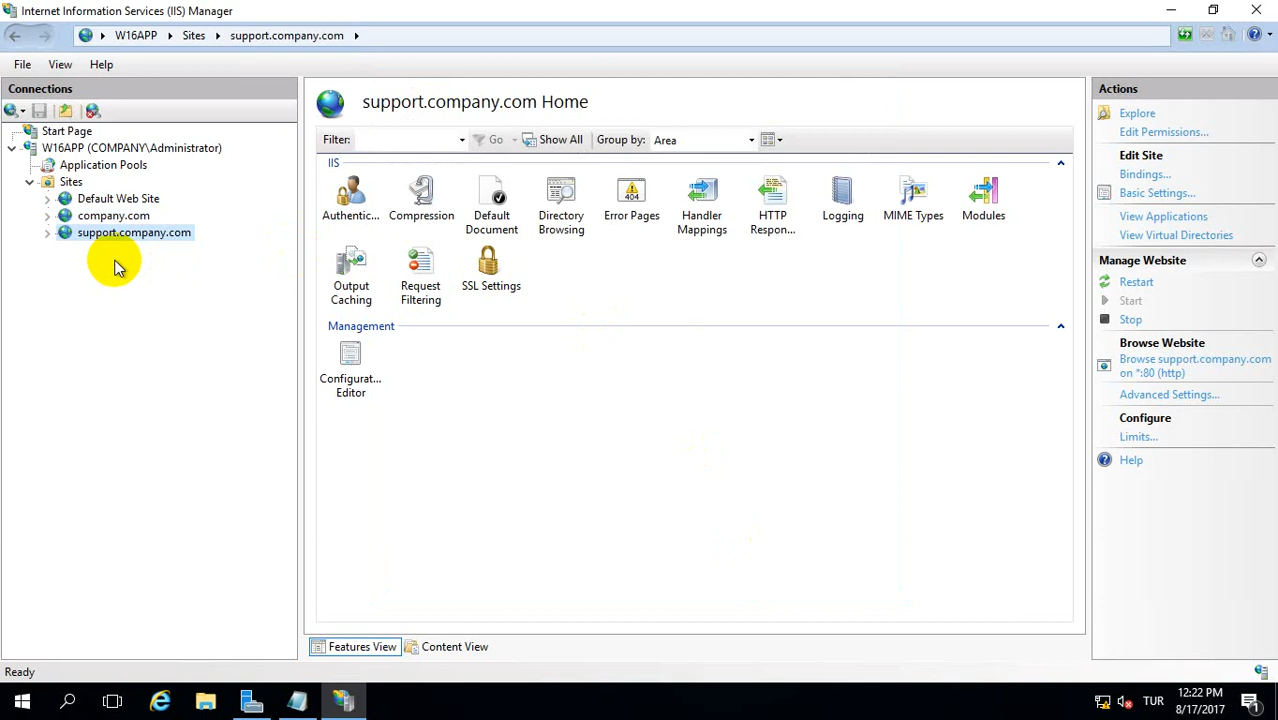 Internet Information Services (IIS) Manager
W16APP
Sites
support.company.com
File
View
Help
Connections
Start Page
W16APP (COMPANY\Administrator)
Application Pools
Sites
Default Web Site
company.com
support.company.com
support.company.com Home
Filter:
Go
Show All
Group by:
Area
IIS
Authentic...
Compression
Default
Document
Directory
Browsing
Error Pages
Handler
Mappings
HTTP
Respon...
Logging
MIME Types
Modules
Output
Caching
Request
Filtering
SSL Settings
Management
Configurat...
Editor
Features View
Content View
Actions
Explore
Edit Permissions...
Edit Site
Bindings...
Basic Settings...
View Applications
View Virtual Directories
Manage Website
Restart
Start
Stop
Browse Website
Browse support.company.com
on *:80 (http)
Advanced Settings...
Configure
Limits...
Help
Ready
TUR
12:22 PM
8/17/2017
1
404